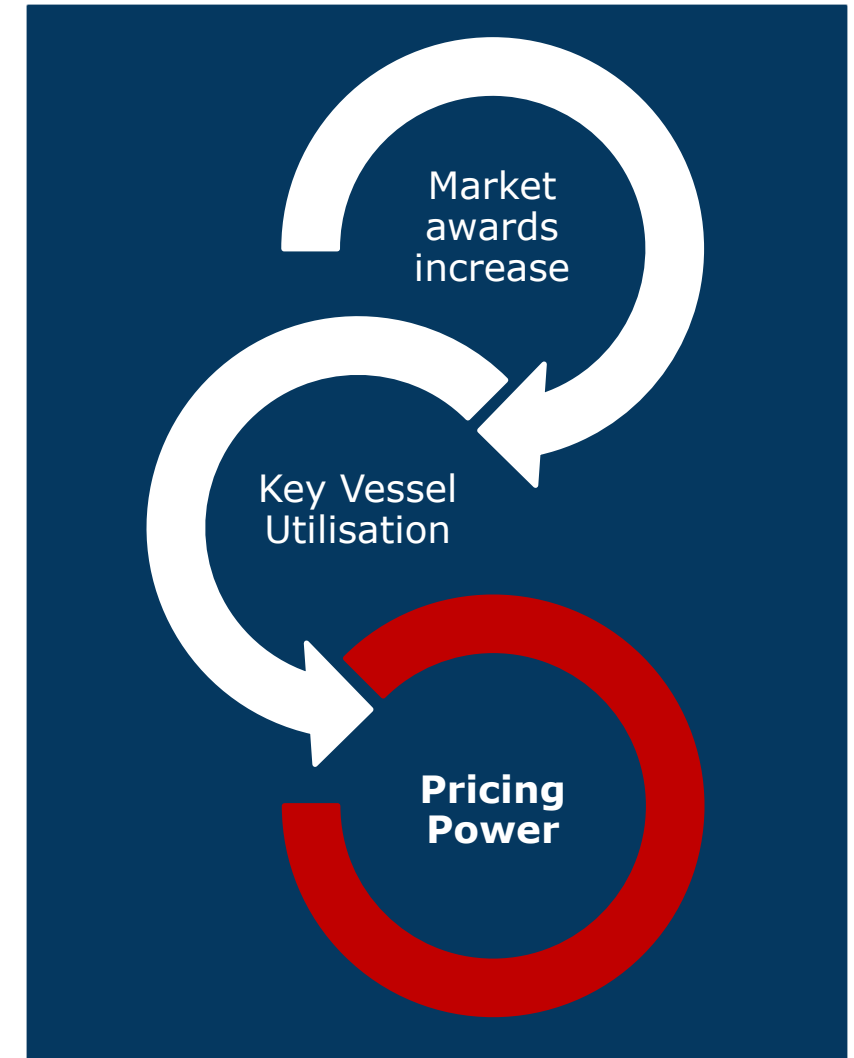 Market
awards
increase
Key Vessel
Utilisation
Pricing
Power